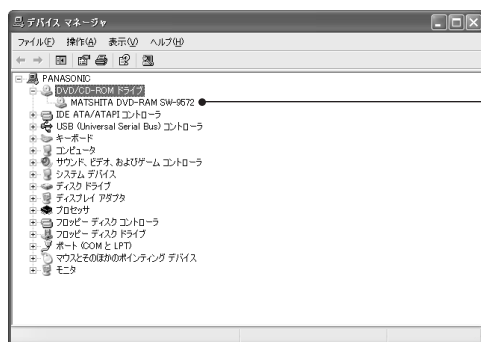 デバイス マネージャ
ファイル(F) 操作(A) 表示(V) ヘルプ(H)
PANASONIC
DVD/CD-ROM ドライブ
MATSHITA DVD-RAM SW-9572
IDE ATA/ATAPI コントローラ
USB (Universal Serial Bus) コントローラ
キーボード
コンピュータ
サウンド、ビデオ、およびゲーム コントローラ
システム デバイス
ディスク ドライブ
ディスプレイ アダプタ
プロセッサ
フロッピー ディスク コントローラ
フロッピー ディスク ドライブ
ポート (COM と LPT)
マウスとそのほかのポインティング デバイス
モニタ